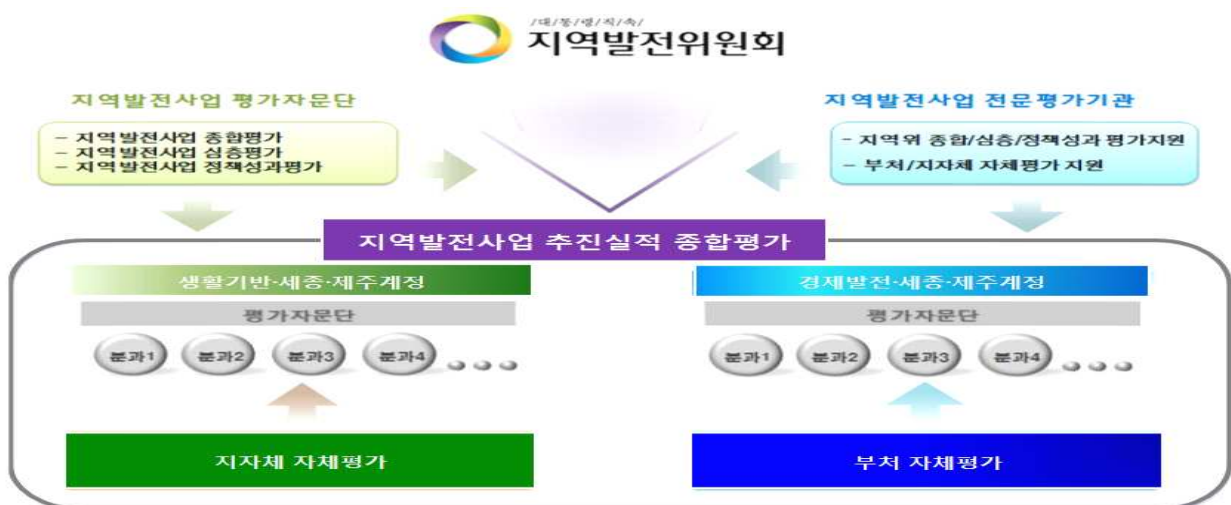 /대/통/령/직/속/
지역발전위원회
지역발전사업 평가자문단
- 지역발전사업 종합평가
- 지역발전사업 심층평가
- 지역발전사업 정책성과평가
지역발전사업 전문평가기관
- 지역위 종합/심층/정책성과 평가지원
- 부처/지자체 자체평가 지원
지역발전사업 추진실적 종합평가
생활기반·세종·제주계정
평가자문단
분과1 분과2 분과3 분과4
지자체 자체평가
경제발전·세종·제주계정
평가자문단
분과1 분과2 분과3 분과4
부처 자체평가